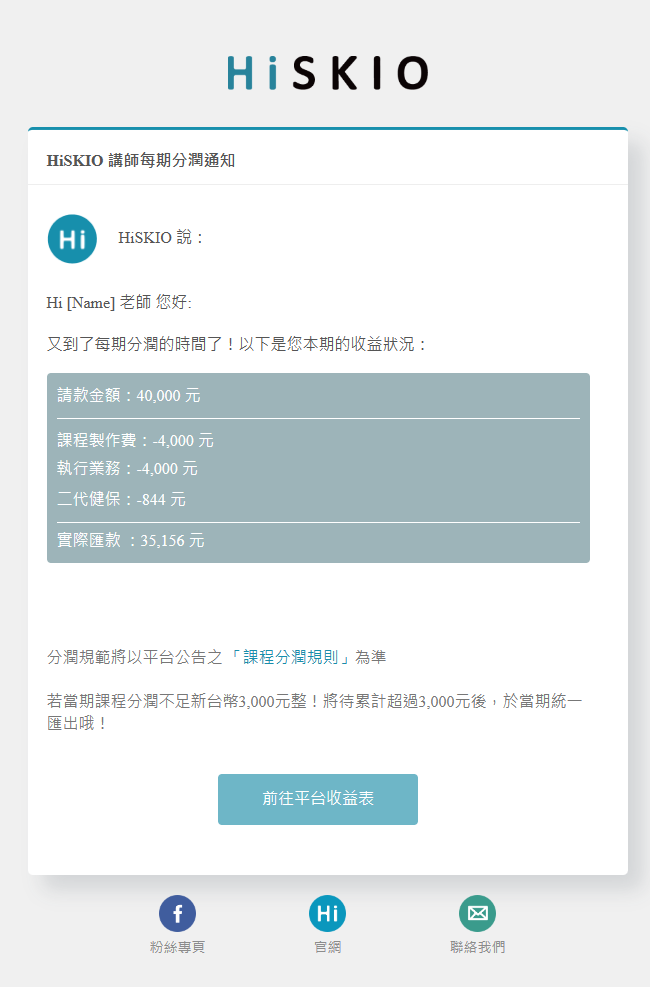 HiSKIO
HiSKIO 講師每期分潤通知
Hi
HiSKIO 說：
Hi [Name] 老師 您好:
又到了每期分潤的時間了！以下是您本期的收益狀況：
請款金額：40,000 元
課程製作費：-4,000 元
執行業務：-4,000 元
二代健保：-844 元
實際匯款 ：35,156 元
分潤規範將以平台公告之「課程分潤規則」為準
若當期課程分潤不足新台幣3,000元整！將待累計超過3,000元後，於當期統一
匯出哦！
前往平台收益表
f
Hi
粉絲專頁
官網
聯絡我們